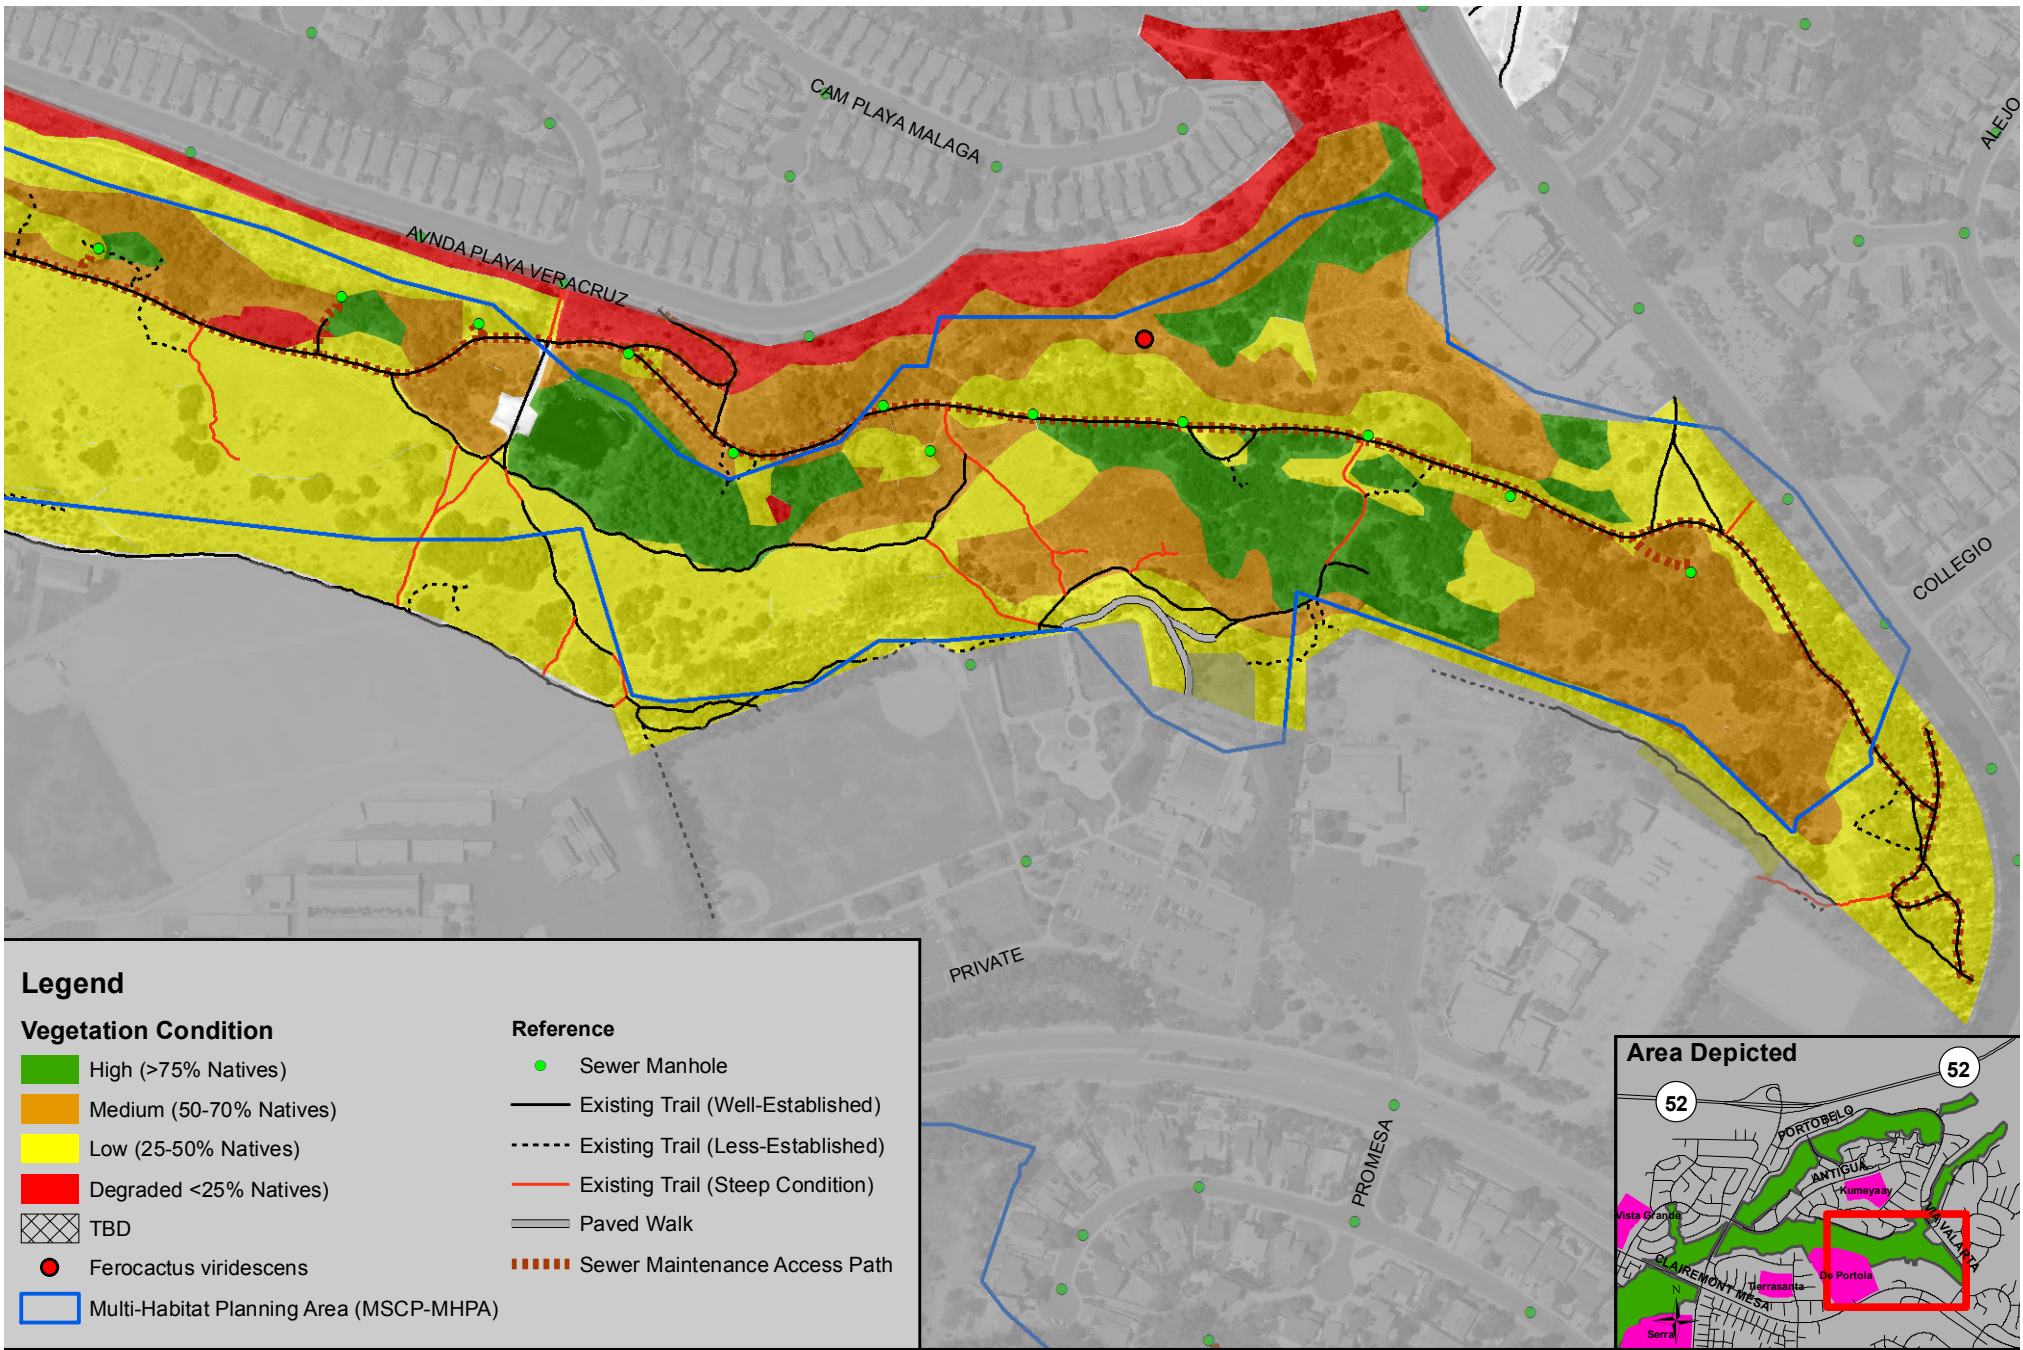 CAM PLAYA MALAGA
ALEJO
AVNDA PLAYA VERACRUZ
COLLEGIO
PRIVATE
PROMESA
Legend
Vegetation Condition
High (>75% Natives)
Medium (50-70% Natives)
Low (25-50% Natives)
Degraded <25% Natives)
TBD
Ferocactus viridescens
Multi-Habitat Planning Area (MSCP-MHPA)
Reference
Sewer Manhole
Existing Trail (Well-Established)
Existing Trail (Less-Established)
Existing Trail (Steep Condition)
Paved Walk
Sewer Maintenance Access Path
Area Depicted
52
52
PORTOBELO
ANTIGUA
Kumeyaay
Vista Grande
VIA VALARTA
CLAIREMONT MESA
De Portola
Tierrasanta
N
Serra